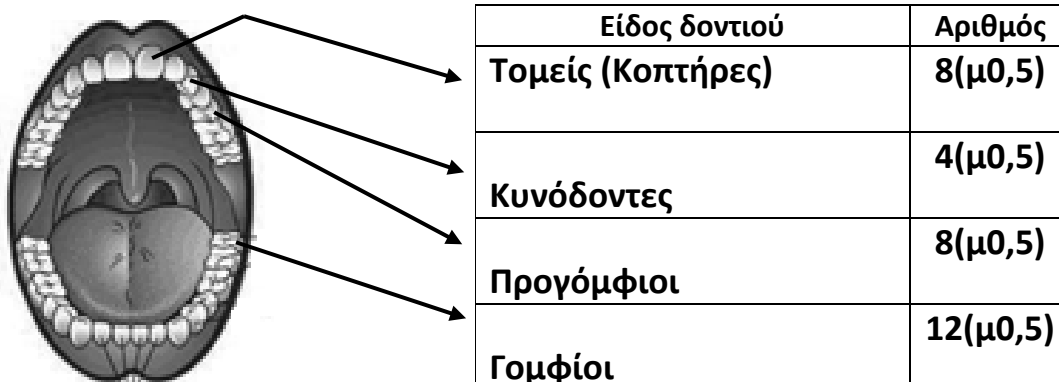 Είδος δοντιού Αριθμός
Τομείς (Κοπτήρες) 8(μ0,5)
Κυνόδοντες 4(μ0,5)
Προγόμφιοι 8(μ0,5)
Γομφίοι 12(μ0,5)